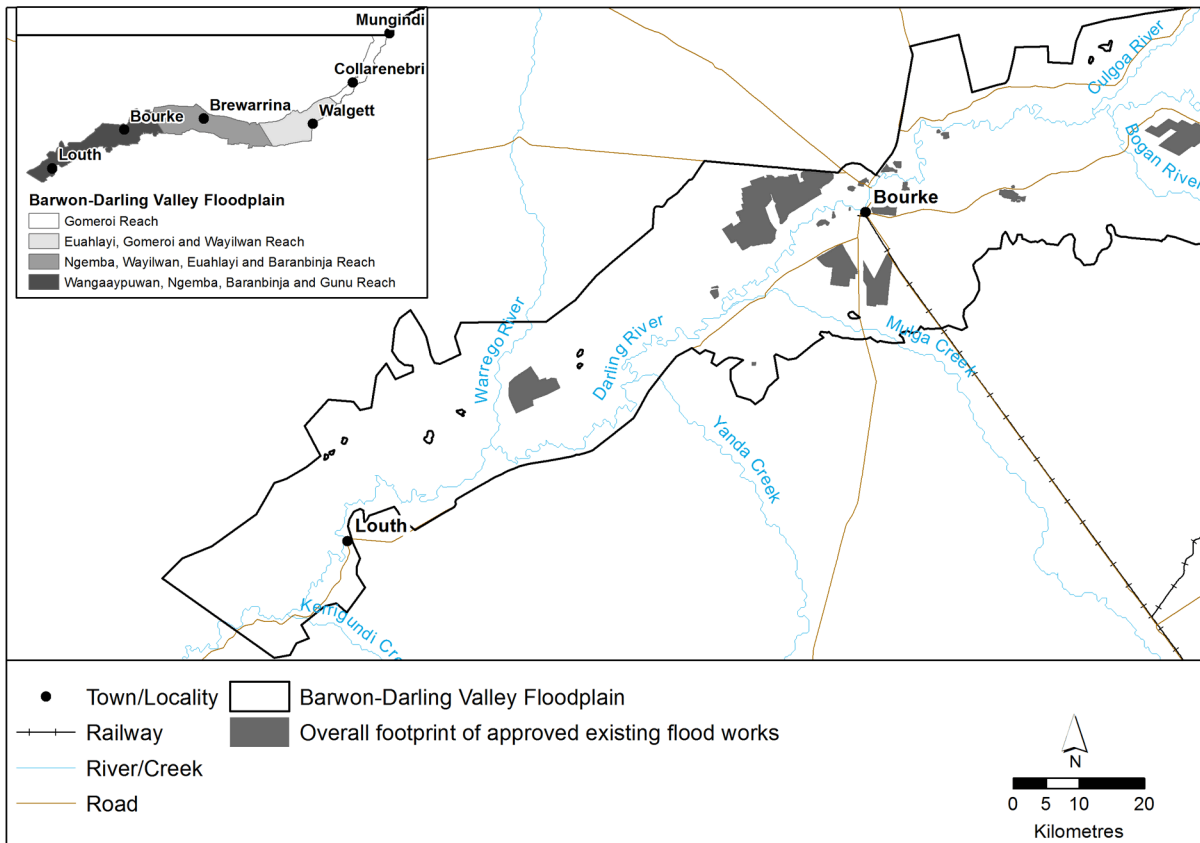 Mungindi
Collarenebri
Brewarrina
Bourke
Walgett
Louth
Barwon-Darling Valley Floodplain
Gomeroi Reach
Euahlayi, Gomeroi and Wayilwan Reach
Ngemba, Wayilwan, Euahlayi and Baranbinja Reach
Wangaaypuwan, Ngemba, Baranbinja and Gunu Reach
Culgoa River
Bogan River
Bourke
Warrego River
Darling River
Mulga Creek
Yanda Creek
Louth
Kerrigundi Cre
Town/Locality
Railway
River/Creek
Road
Barwon-Darling Valley Floodplain
Overall footprint of approved existing flood works
N
0 5 10 20
Kilometres